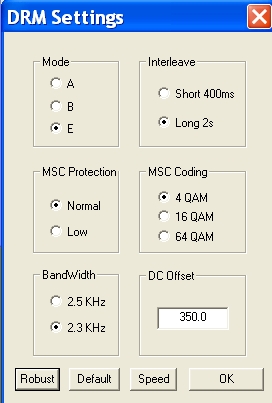 DRM Settings
Mode
A
B
E
Interleave
Short 400ms
Long 2s
MSC Protection
Normal
Low
MSC Coding
4 QAM
16 QAM
64 QAM
BandWidth
2.5 KHz
2.3 KHz
DC Offset
350.0
Robust Default Speed OK